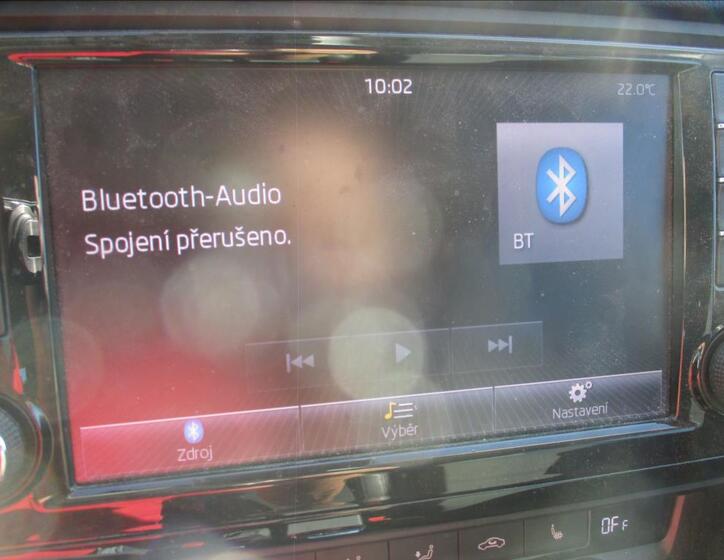 10:02
22.0°C
Bluetooth-Audio
Spojení přerušeno.
BT
Zdroj
Výběr
Nastavení
OFF